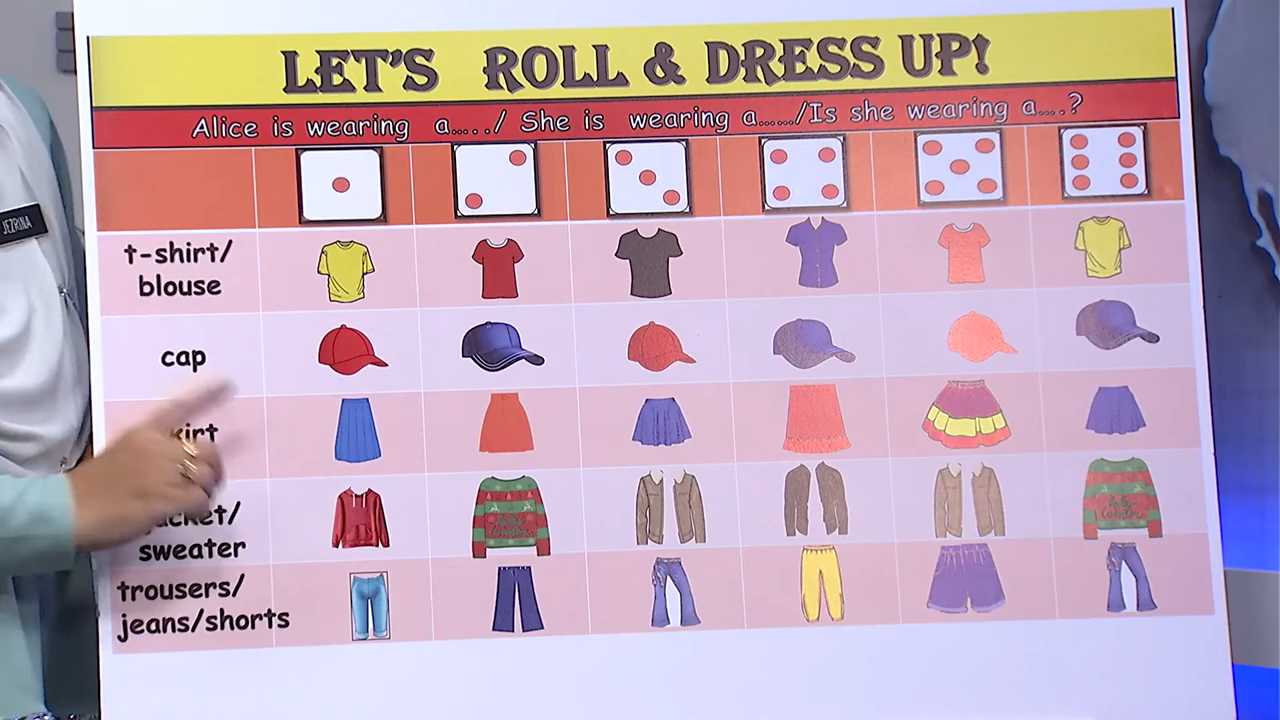 LET'S ROLL & DRESS UP!
Alice is wearing a...../ She is wearing a....../Is she wearing a....?
JEZRINA
t-shirt/
blouse
cap
sweater
trousers/
jeans/shorts